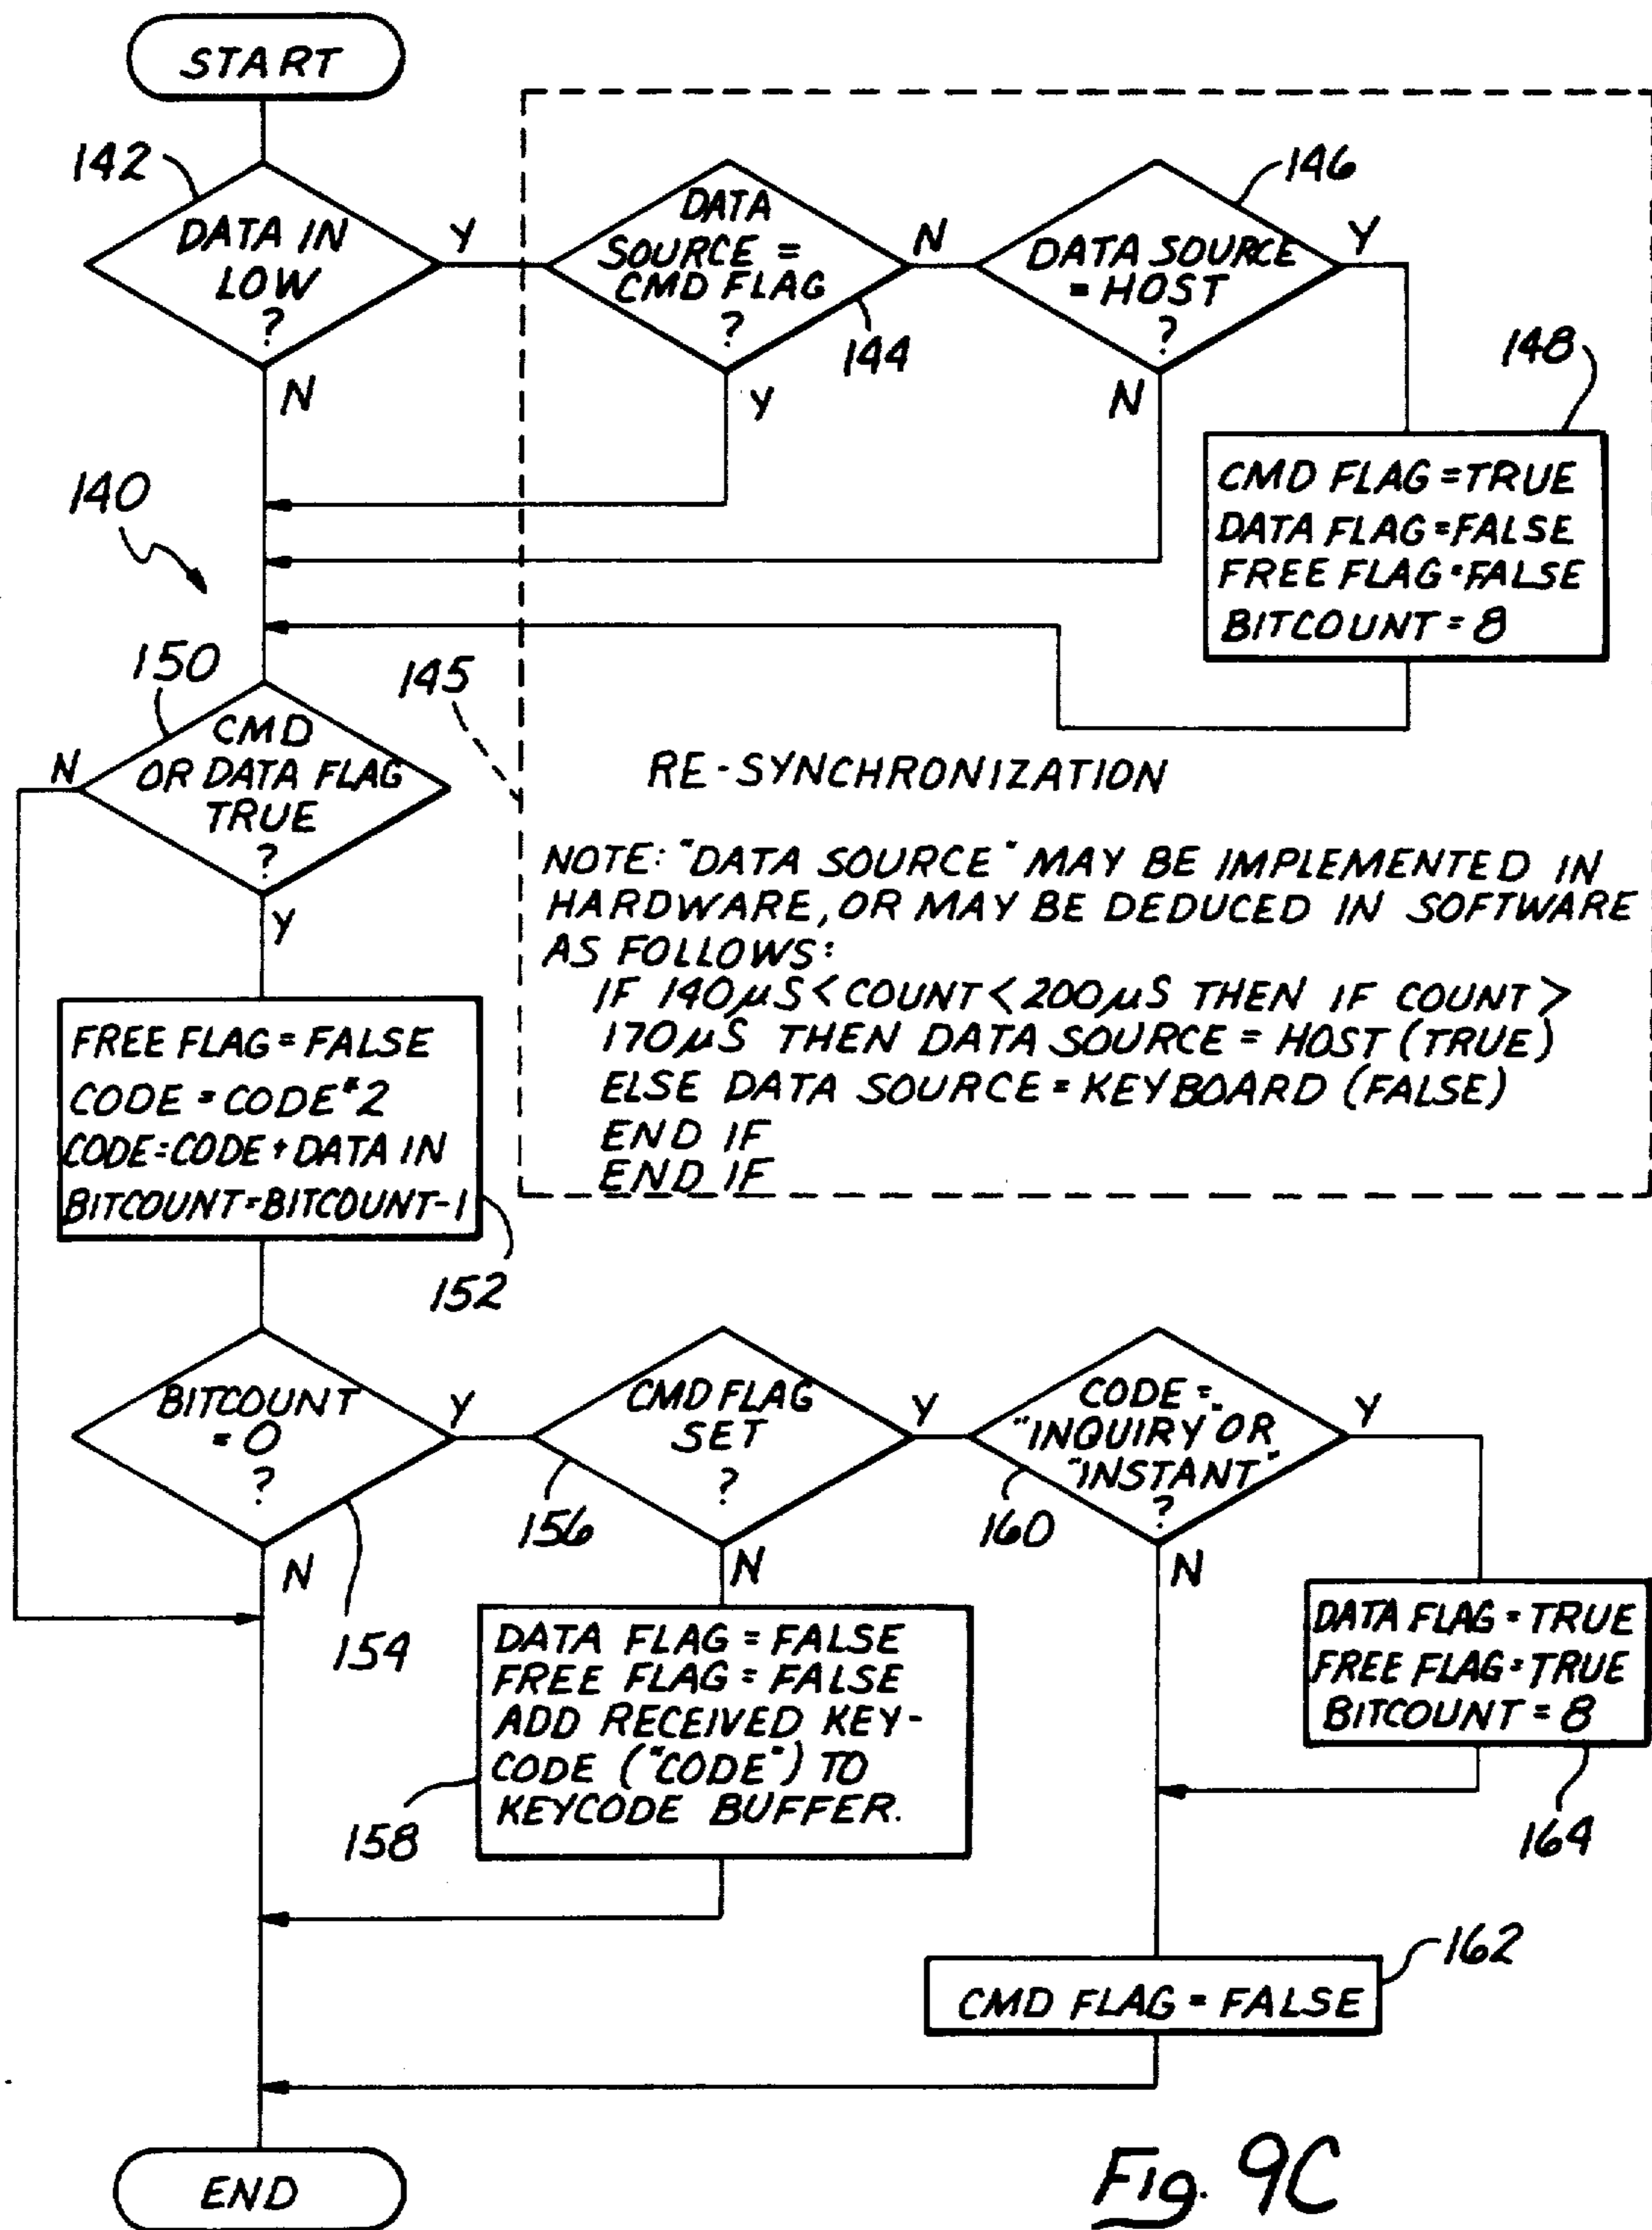 START
142
DATA IN
LOW
?
Y
N
DATA
SOURCE =
CMD FLAG
?
144
N
Y
146
DATA SOURCE
= HOST
?
Y
N
148
CMD FLAG = TRUE
DATA FLAG = FALSE
FREE FLAG = FALSE
BITCOUNT = 8
140
150
CMD
OR DATA FLAG
TRUE
?
N
Y
145
RE-SYNCHRONIZATION
NOTE: "DATA SOURCE" MAY BE IMPLEMENTED IN
HARDWARE, OR MAY BE DEDUCED IN SOFTWARE
AS FOLLOWS:
IF 140µS < COUNT < 200µS THEN IF COUNT >
170µS THEN DATA SOURCE = HOST (TRUE)
ELSE DATA SOURCE = KEYBOARD (FALSE)
END IF
END IF
FREE FLAG = FALSE
CODE = CODE*2
CODE = CODE + DATA IN
BITCOUNT = BITCOUNT-1
152
BITCOUNT
= 0
?
Y
N
154
CMD FLAG
SET
?
Y
N
156
CODE =
"INQUIRY OR
"INSTANT"
?
Y
N
160
DATA FLAG = FALSE
FREE FLAG = FALSE
ADD RECEIVED KEY-
CODE ("CODE") TO
KEYCODE BUFFER.
158
DATA FLAG = TRUE
FREE FLAG = TRUE
BITCOUNT = 8
164
162
CMD FLAG = FALSE
END
Fig. 9C